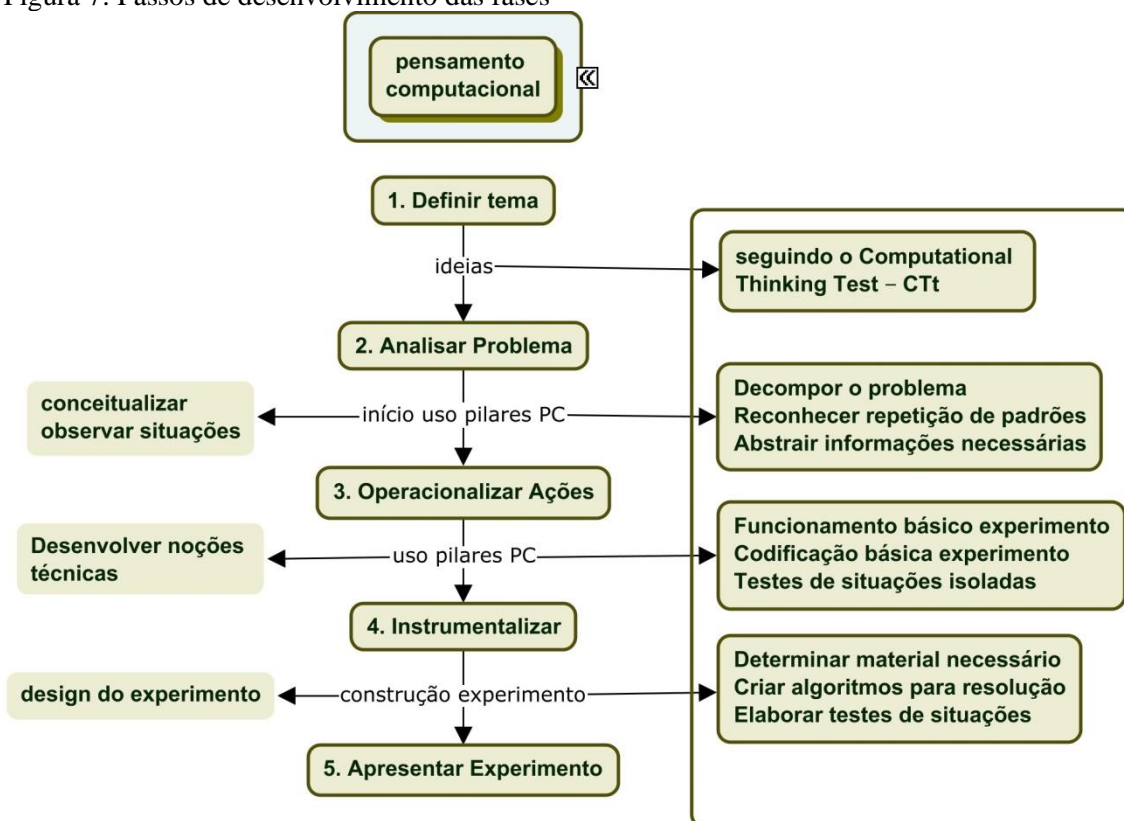 Figura 7: Passos de desenvolvimento das fases
pensamento
computacional
1. Definir tema
ideias
seguindo o Computational
Thinking Test – CTt
2. Analisar Problema
conceitualizar
observar situações
início uso pilares PC
Decompor o problema
Reconhecer repetição de padrões
Abstrair informações necessárias
3. Operacionalizar Ações
Desenvolver noções
técnicas
uso pilares PC
Funcionamento básico experimento
Codificação básica experimento
Testes de situações isoladas
4. Instrumentalizar
design do experimento
construção experimento
Determinar material necessário
Criar algoritmos para resolução
Elaborar testes de situações
5. Apresentar Experimento